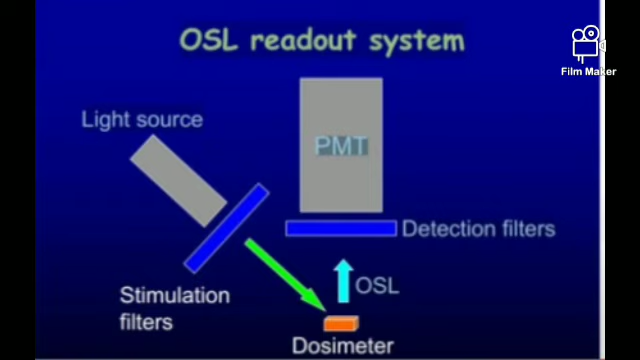 OSL readout system
Film Maker
Light source
PMT
Detection filters
OSL
Stimulation
filters
Dosimeter